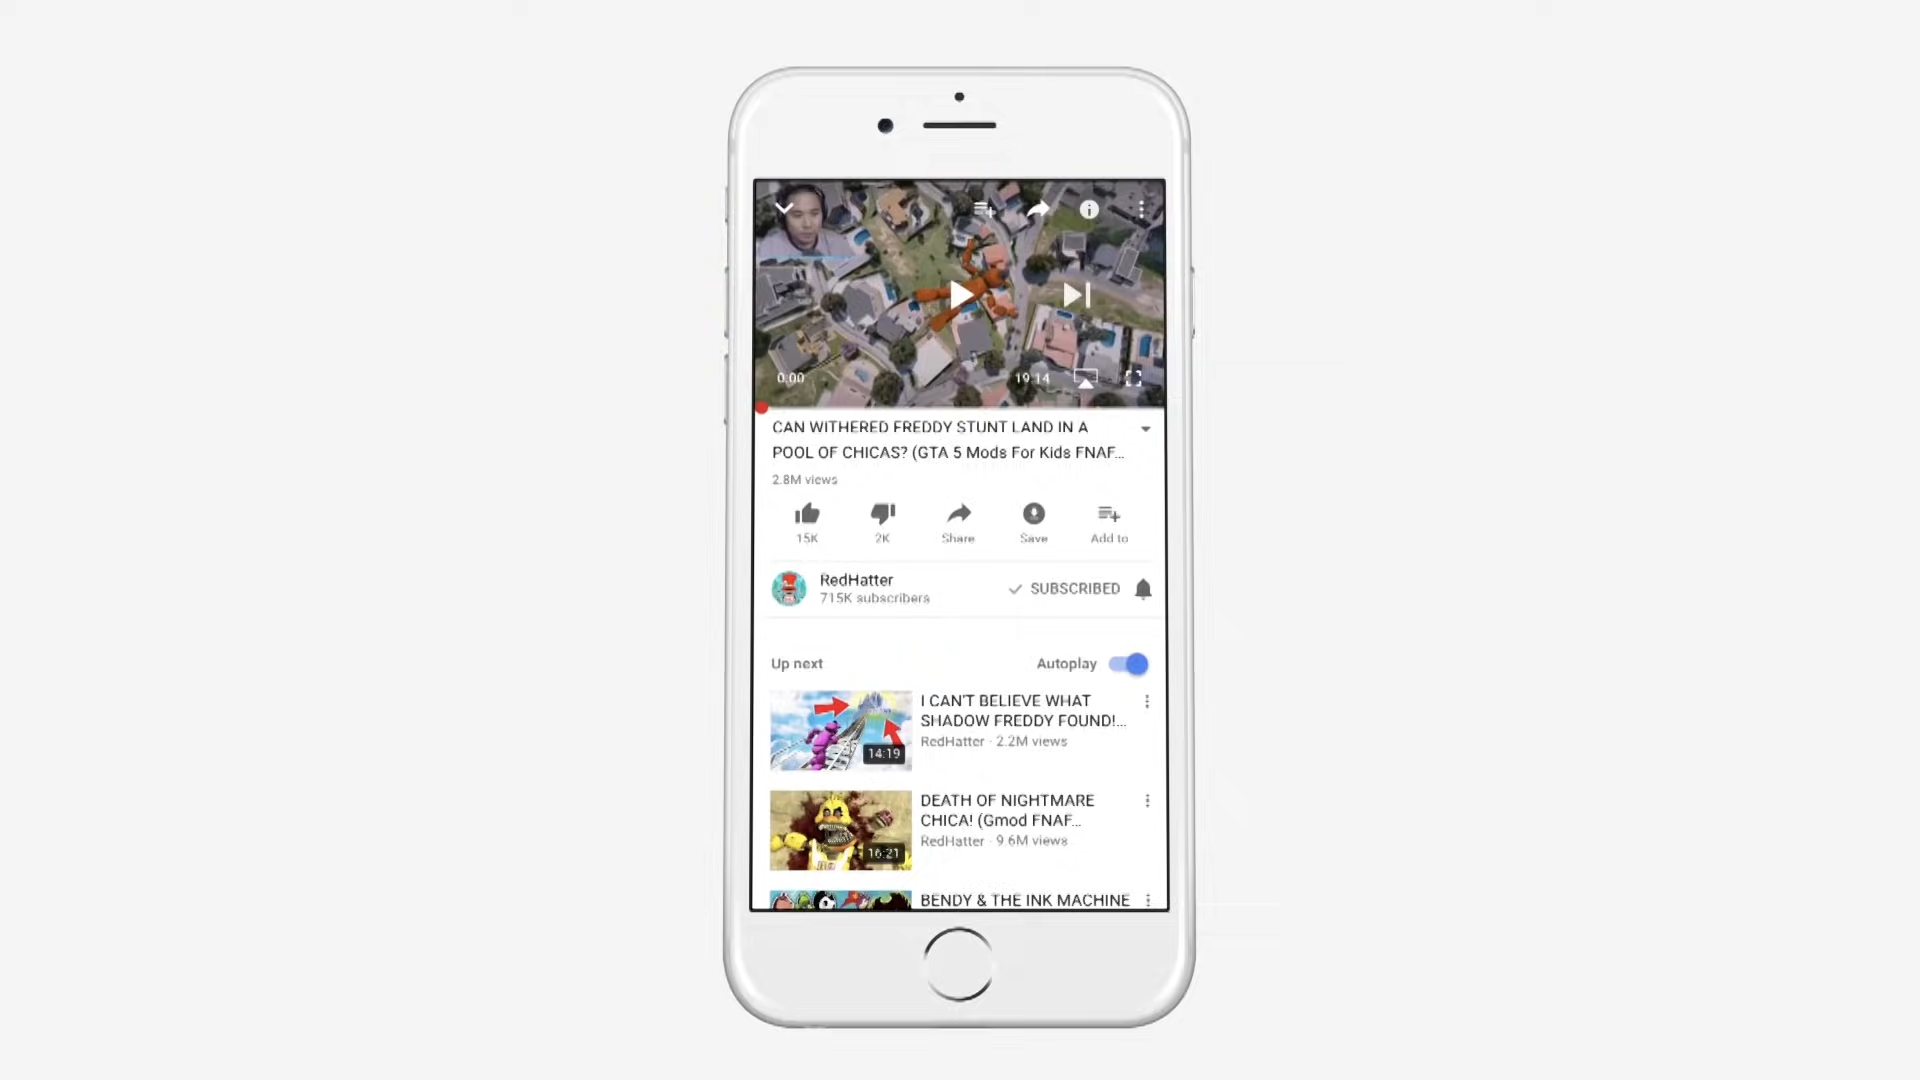 0:00
19:14
CAN WITHERED FREDDY STUNT LAND IN A
POOL OF CHICAS? (GTA 5 Mods For Kids FNAF...
2.8M views
15K
2K
Share
Save
Add to
RedHatter
715K subscribers
SUBSCRIBED
Up next
Autoplay
I CAN'T BELIEVE WHAT
SHADOW FREDDY FOUND!...
RedHatter · 2.2M views
14:19
DEATH OF NIGHTMARE
CHICA! (Gmod FNAF...
RedHatter · 9.6M views
16:21
BENDY & THE INK MACHINE